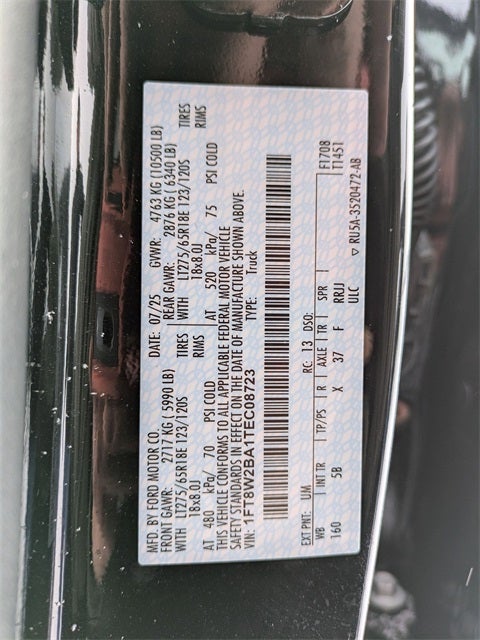 MFD. BY FORD MOTOR CO.
DATE: 07/25 GVWR: 4763 KG (10500 LB)
FRONT GAWR: 2717 KG ( 5990 LB) REAR GAWR: 2876 KG ( 6340 LB)
WITH LT275/65R18E 123/120S TIRES WITH LT275/65R18E 123/120S TIRES
18x8.0J RIMS 18x8.0J RIMS
AT 480 kPa/ 70 PSI COLD AT 520 kPa/ 75 PSI COLD
THIS VEHICLE CONFORMS TO ALL APPLICABLE FEDERAL MOTOR VEHICLE
SAFETY STANDARDS IN EFFECT ON THE DATE OF MANUFACTURE SHOWN ABOVE.
VIN: 1FT8W2BA1TEC08723 TYPE: Truck
EXT PNT: UM RC: 13 DSO: F1708
WB INT TR TP/PS R AXLE TR SPR T1451
160 5B X 37 F RRUJ
ULC ▽ RU5A-3520472-AB